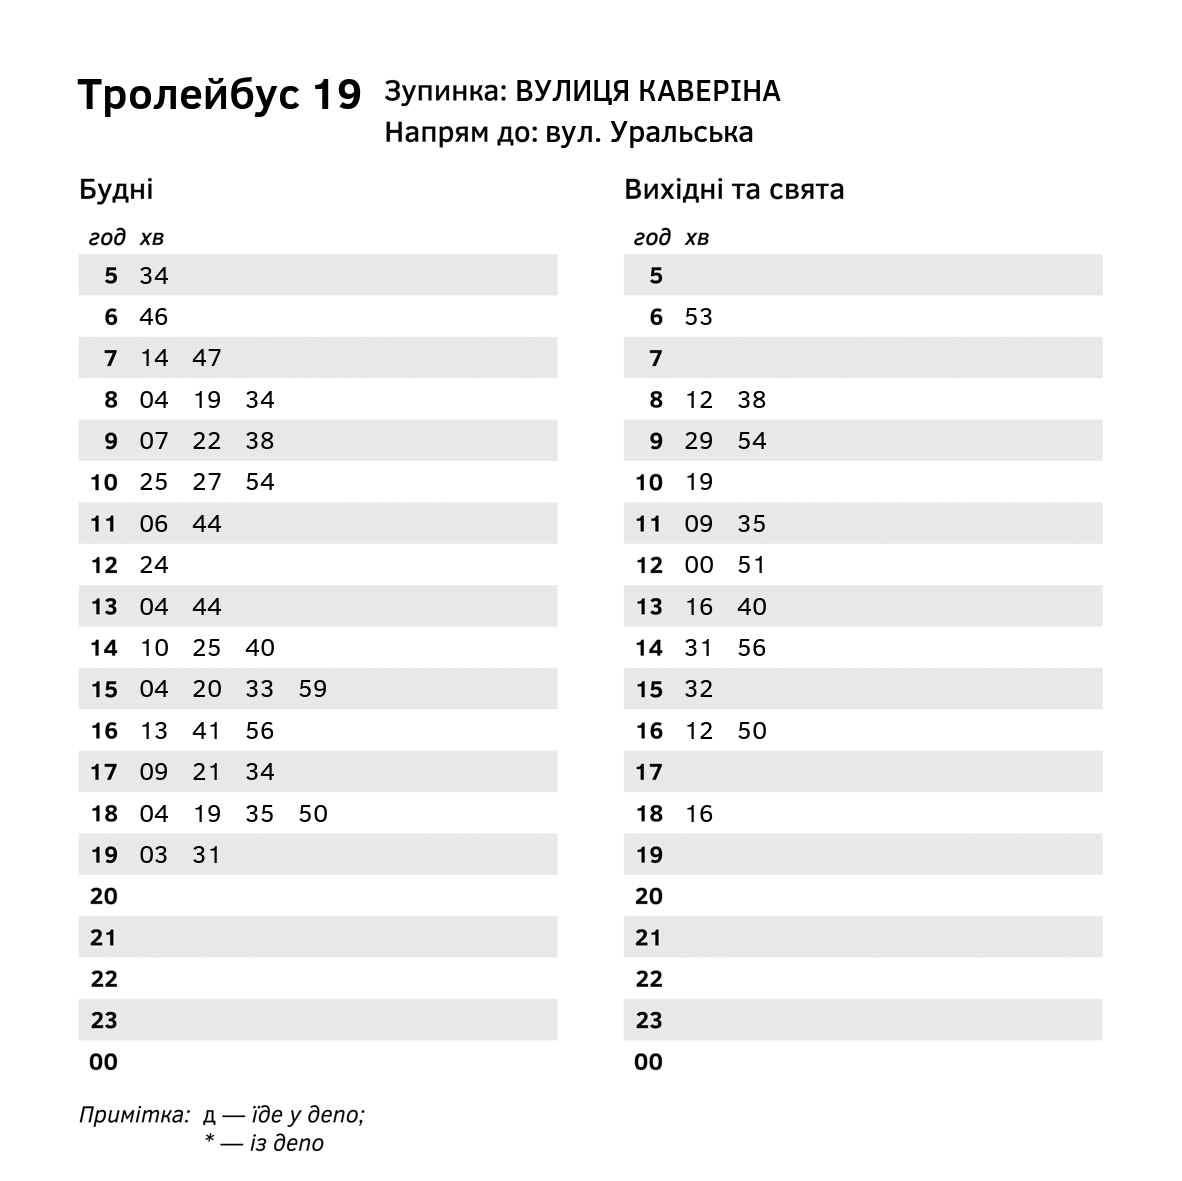 Тролейбус 19
Зупинка: ВУЛИЦЯ КАВЕРІНА
Напрям до: вул. Уральська
Будні
год хв
5 34
6 46
7 14 47
8 04 19 34
9 07 22 38
10 25 27 54
11 06 44
12 24
13 04 44
14 10 25 40
15 04 20 33 59
16 13 41 56
17 09 21 34
18 04 19 35 50
19 03 31
20
21
22
23
00
Вихідні та свята
год хв
5
6 53
7
8 12 38
9 29 54
10 19
11 09 35
12 00 51
13 16 40
14 31 56
15 32
16 12 50
17
18 16
19
20
21
22
23
00
Примітка: д — їде у депо;
* — із депо